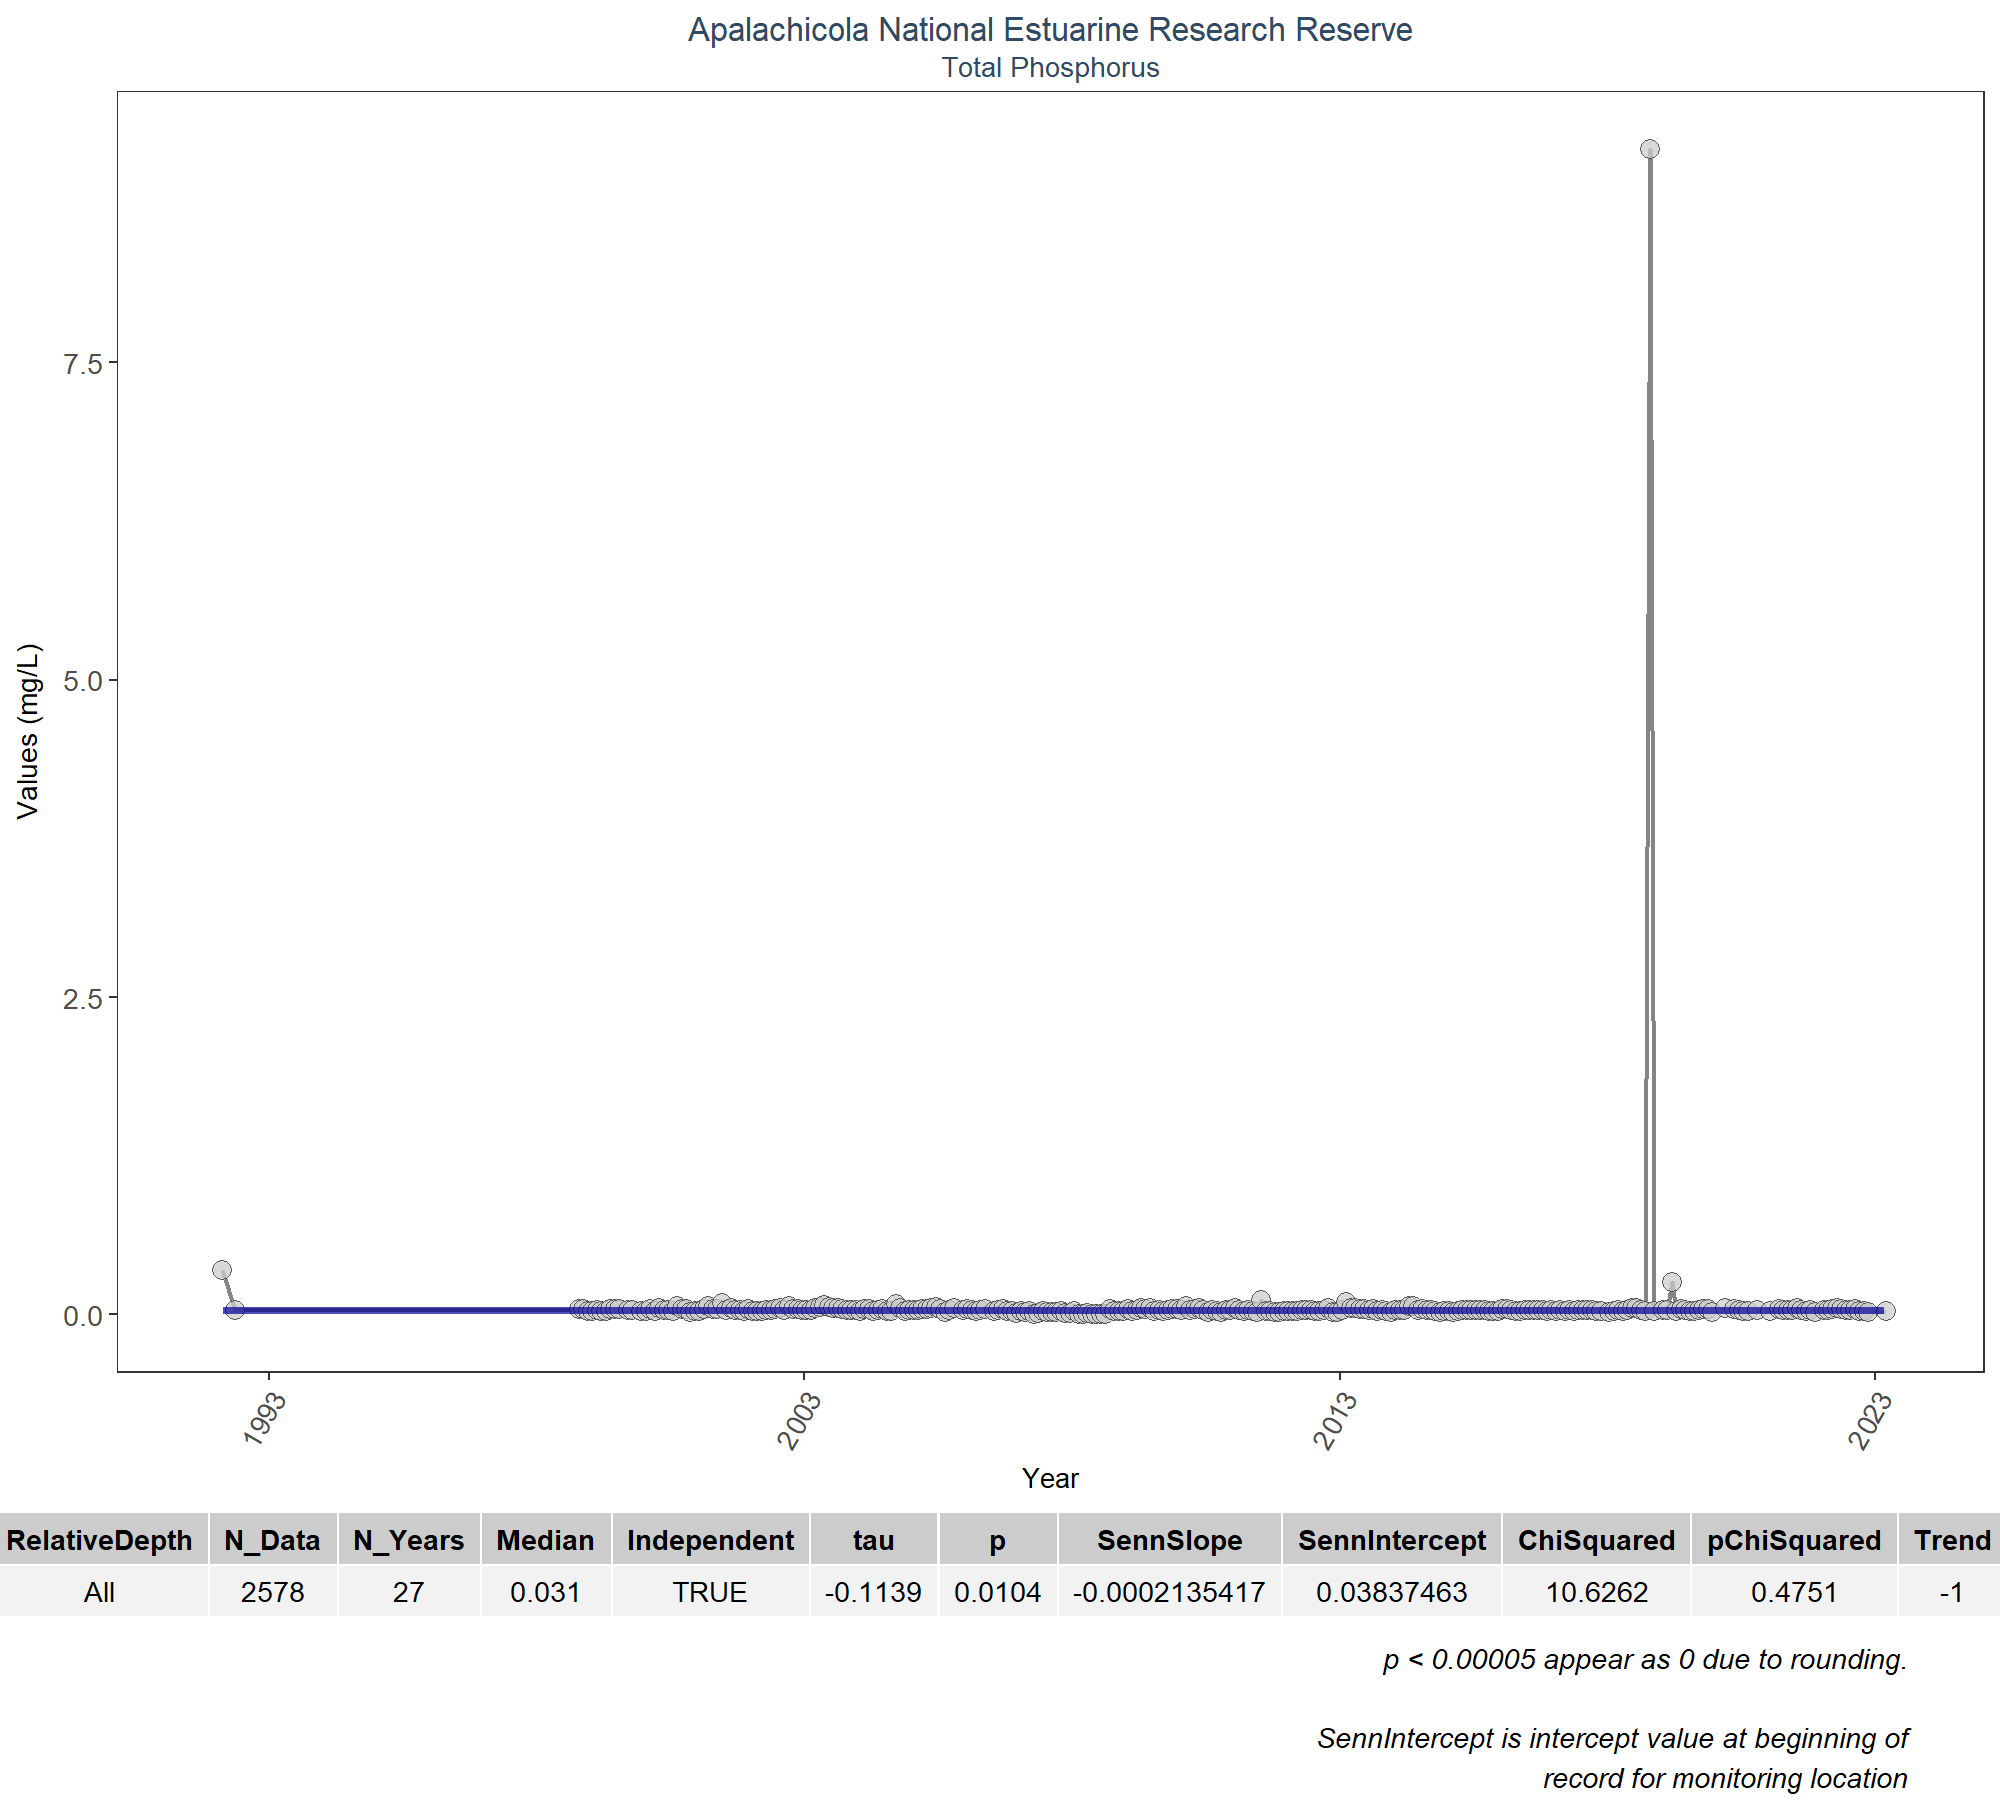 Apalachicola National Estuarine Research Reserve
Total Phosphorus
7.5
5.0
2.5
0.0
Values (mg/L)
1993
2003
2013
2023
Year
RelativeDepth N_Data N_Years Median Independent tau p SennSlope SennIntercept ChiSquared pChiSquared Trend
All 2578 27 0.031 TRUE -0.1139 0.0104 -0.0002135417 0.03837463 10.6262 0.4751 -1
p < 0.00005 appear as 0 due to rounding.
SennIntercept is intercept value at beginning of
record for monitoring location